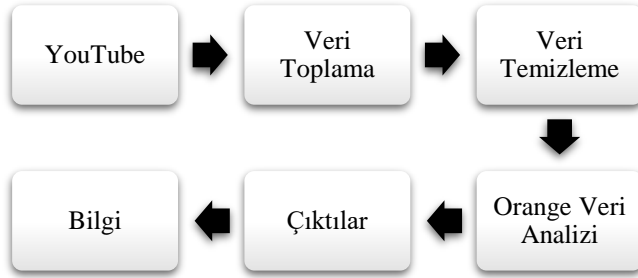 YouTube
Veri
Toplama
Veri
Temizleme
Orange Veri
Analizi
Çıktılar
Bilgi